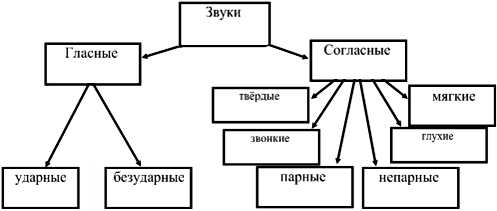 Звуки
Гласные
Согласные
твёрдые
мягкие
звонкие
глухие
ударные
безударные
парные
непарные